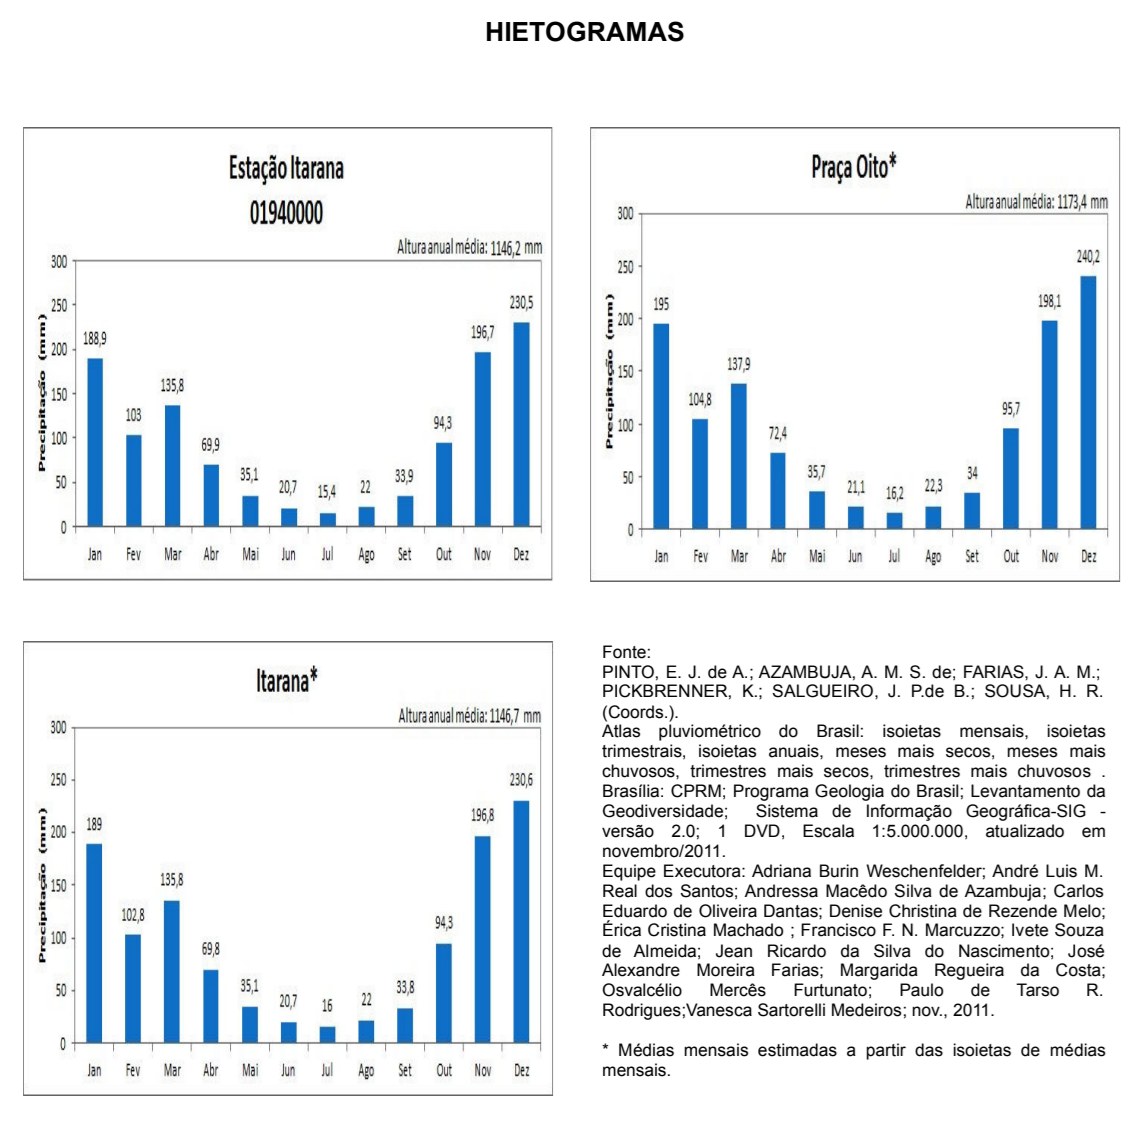 HIETOGRAMAS
Estação Itarana
01940000
Altura anual média: 1146,2 mm
Precipitação (mm)
300
250
200
150
100
50
0
188,9
103
135,8
69,9
35,1
20,7
15,4
22
33,9
94,3
196,7
230,5
Jan Fev Mar Abr Mai Jun Jul Ago Set Out Nov Dez
Praça Oito*
Altura anual média: 1173,4 mm
Precipitação (mm)
300
250
200
150
100
50
0
195
104,8
137,9
72,4
35,7
21,1
16,2
22,3
34
95,7
198,1
240,2
Jan Fev Mar Abr Mai Jun Jul Ago Set Out Nov Dez
Itarana*
Altura anual média: 1146,7 mm
Precipitação (mm)
300
250
200
150
100
50
0
189
102,8
135,8
69,8
35,1
20,7
16
22
33,8
94,3
196,8
230,6
Jan Fev Mar Abr Mai Jun Jul Ago Set Out Nov Dez
Fonte:
PINTO, E. J. de A.; AZAMBUJA, A. M. S. de; FARIAS, J. A. M.;
PICKBRENNER, K.; SALGUEIRO, J. P.de B.; SOUSA, H. R.
(Coords.).
Atlas pluviométrico do Brasil: isoietas mensais, isoietas
trimestrais, isoietas anuais, meses mais secos, meses mais
chuvosos, trimestres mais secos, trimestres mais chuvosos .
Brasília: CPRM; Programa Geologia do Brasil; Levantamento da
Geodiversidade; Sistema de Informação Geográfica-SIG -
versão 2.0; 1 DVD, Escala 1:5.000.000, atualizado em
novembro/2011.
Equipe Executora: Adriana Burin Weschenfelder; André Luis M.
Real dos Santos; Andressa Macêdo Silva de Azambuja; Carlos
Eduardo de Oliveira Dantas; Denise Christina de Rezende Melo;
Érica Cristina Machado ; Francisco F. N. Marcuzzo; Ivete Souza
de Almeida; Jean Ricardo da Silva do Nascimento; José
Alexandre Moreira Farias; Margarida Regueira da Costa;
Osvalcélio Mercês Furtunato; Paulo de Tarso R.
Rodrigues;Vanesca Sartorelli Medeiros; nov., 2011.
* Médias mensais estimadas a partir das isoietas de médias
mensais.